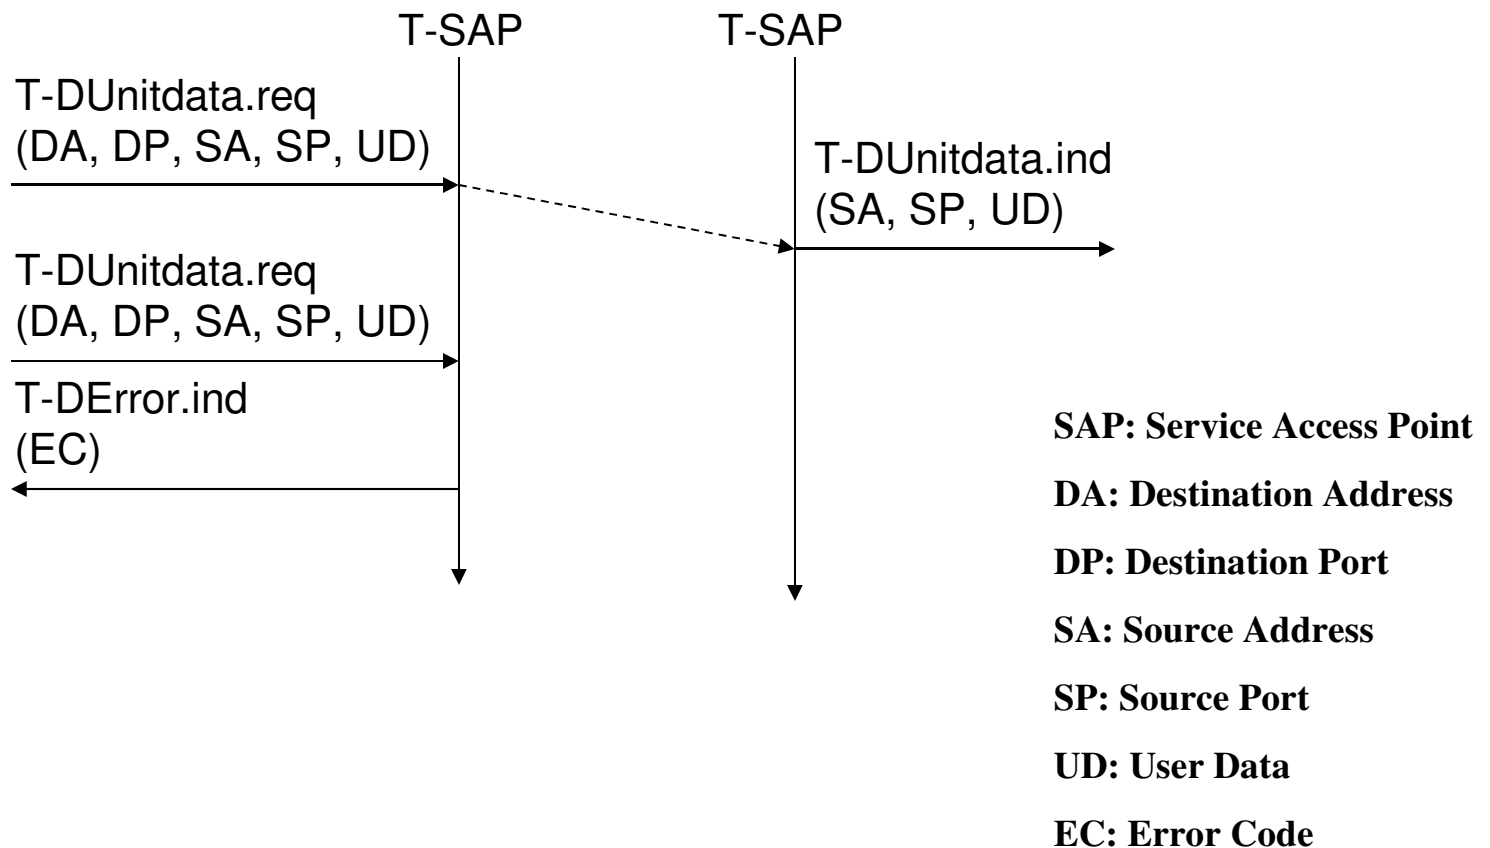 T-SAP
T-SAP
T-DUnitdata.req
(DA, DP, SA, SP, UD)
T-DUnitdata.ind
(SA, SP, UD)
T-DUnitdata.req
(DA, DP, SA, SP, UD)
T-DError.ind
(EC)
SAP: Service Access Point
DA: Destination Address
DP: Destination Port
SA: Source Address
SP: Source Port
UD: User Data
EC: Error Code